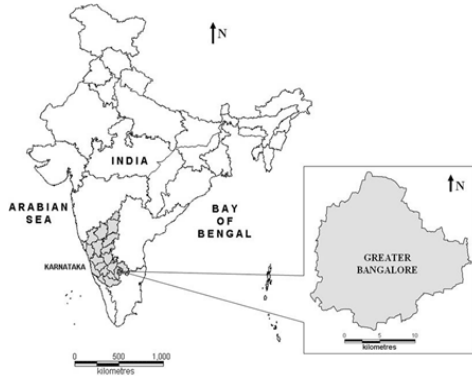 N
INDIA
ARABIAN
SEA
BAY
OF
BENGAL
KARNATAKA
0 500 1,000
kilometres
N
GREATER
BANGALORE
0 5 10
kilometres